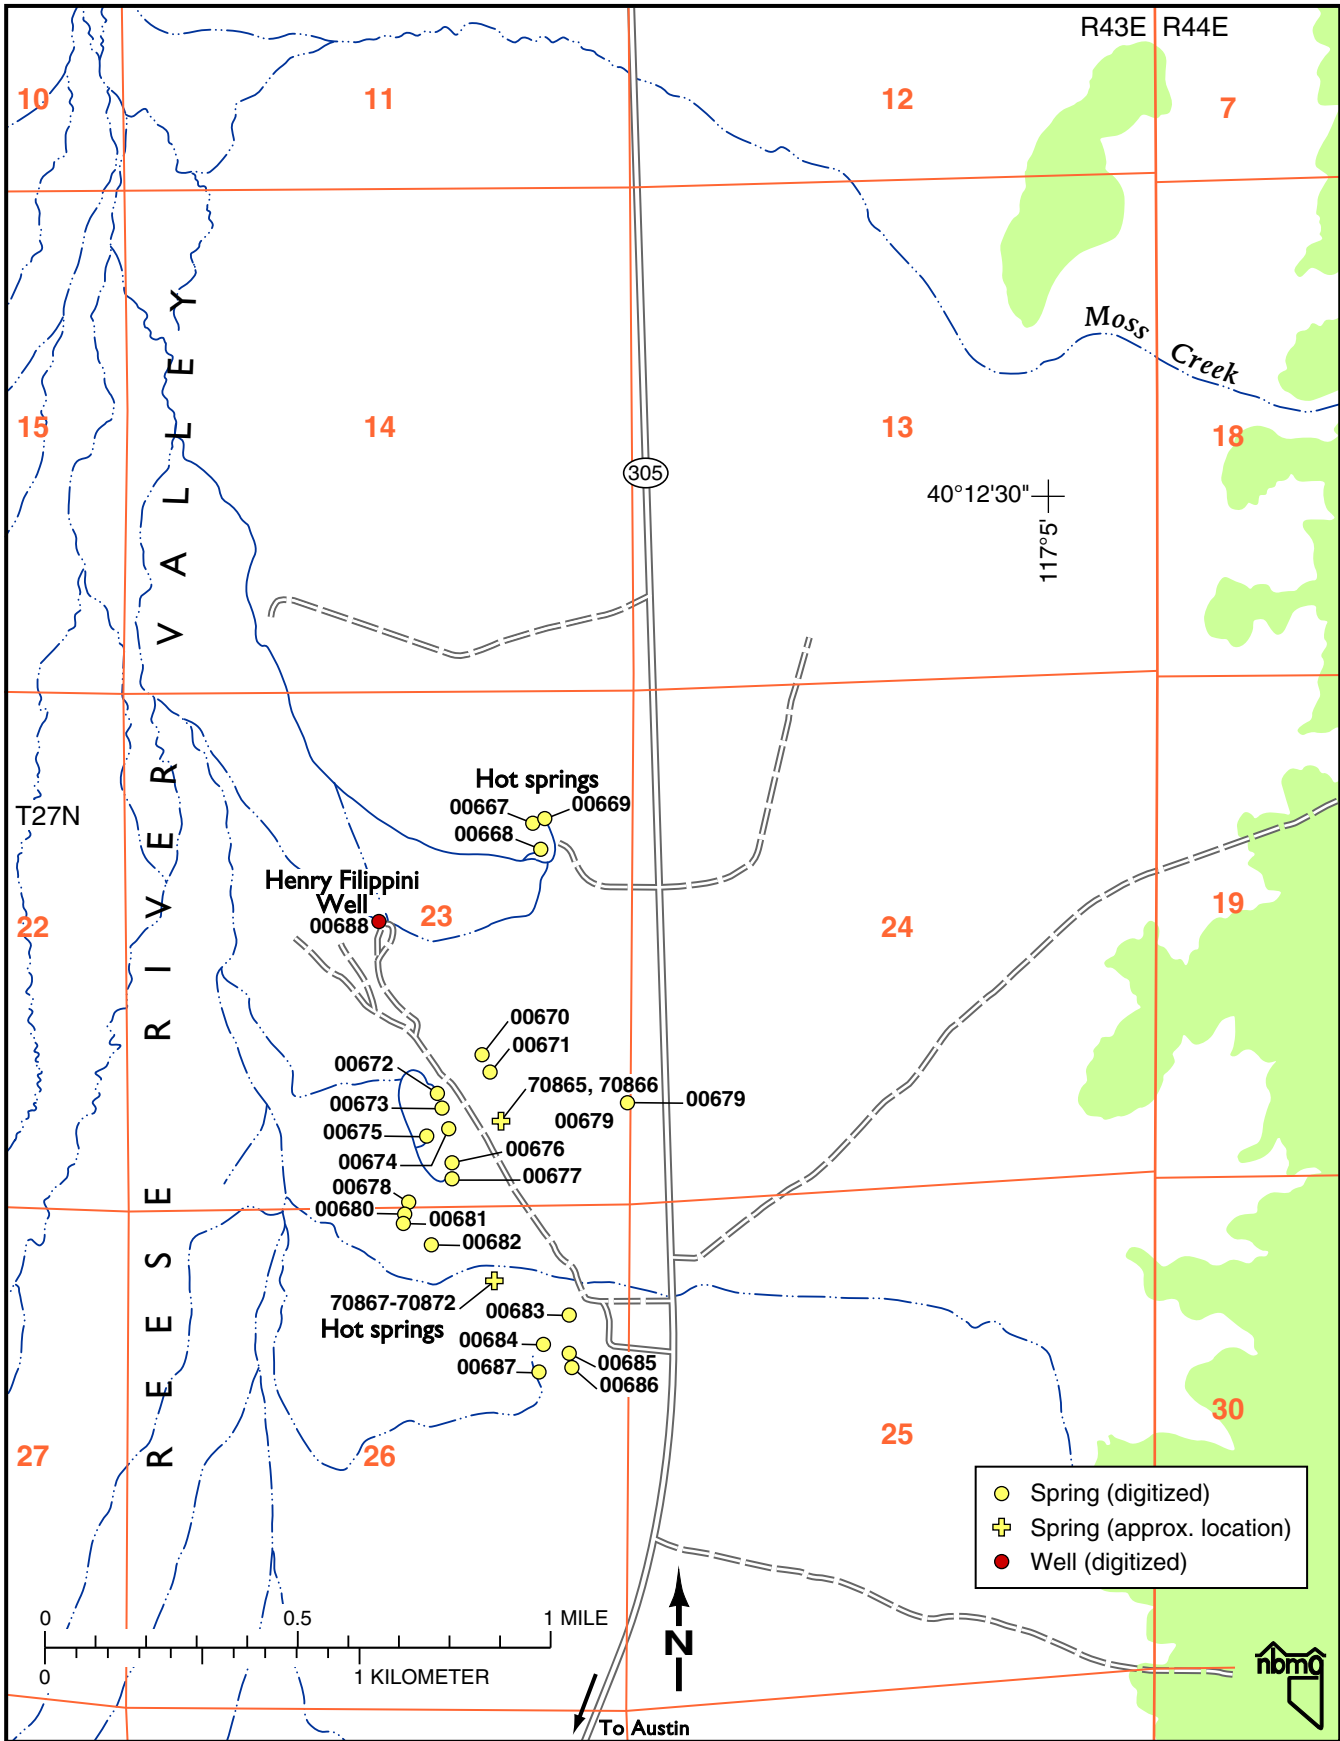 R43E R44E
10
11
12
7
Moss
Creek
15
14
13
18
305
40°12'30"
117°5'
REESE RIVER VALLEY
T27N
Hot springs
00667
00669
00668
Henry Filippini
Well
00688
22
23
24
19
00670
00671
00672
70865, 70866
00673
00679
00679
00675
00674
00676
00677
00678
00680
00681
00682
70867-70872
Hot springs
00683
00684
00685
00687
00686
27
26
25
30
Spring (digitized)
Spring (approx. location)
Well (digitized)
0 0.5 1 MILE
0 1 KILOMETER
N
To Austin
nbmg